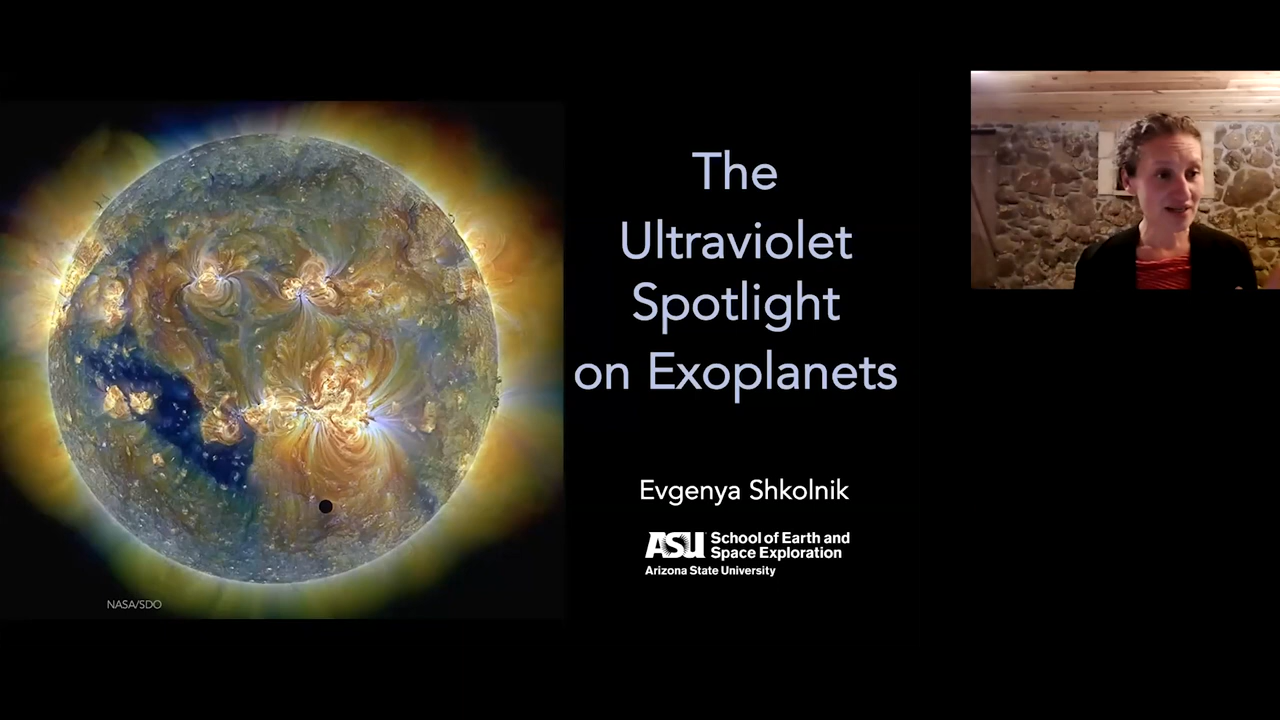 The
Ultraviolet
Spotlight
on Exoplanets
Evgenya Shkolnik
ASU School of Earth and
Space Exploration
Arizona State University
NASA/SDO